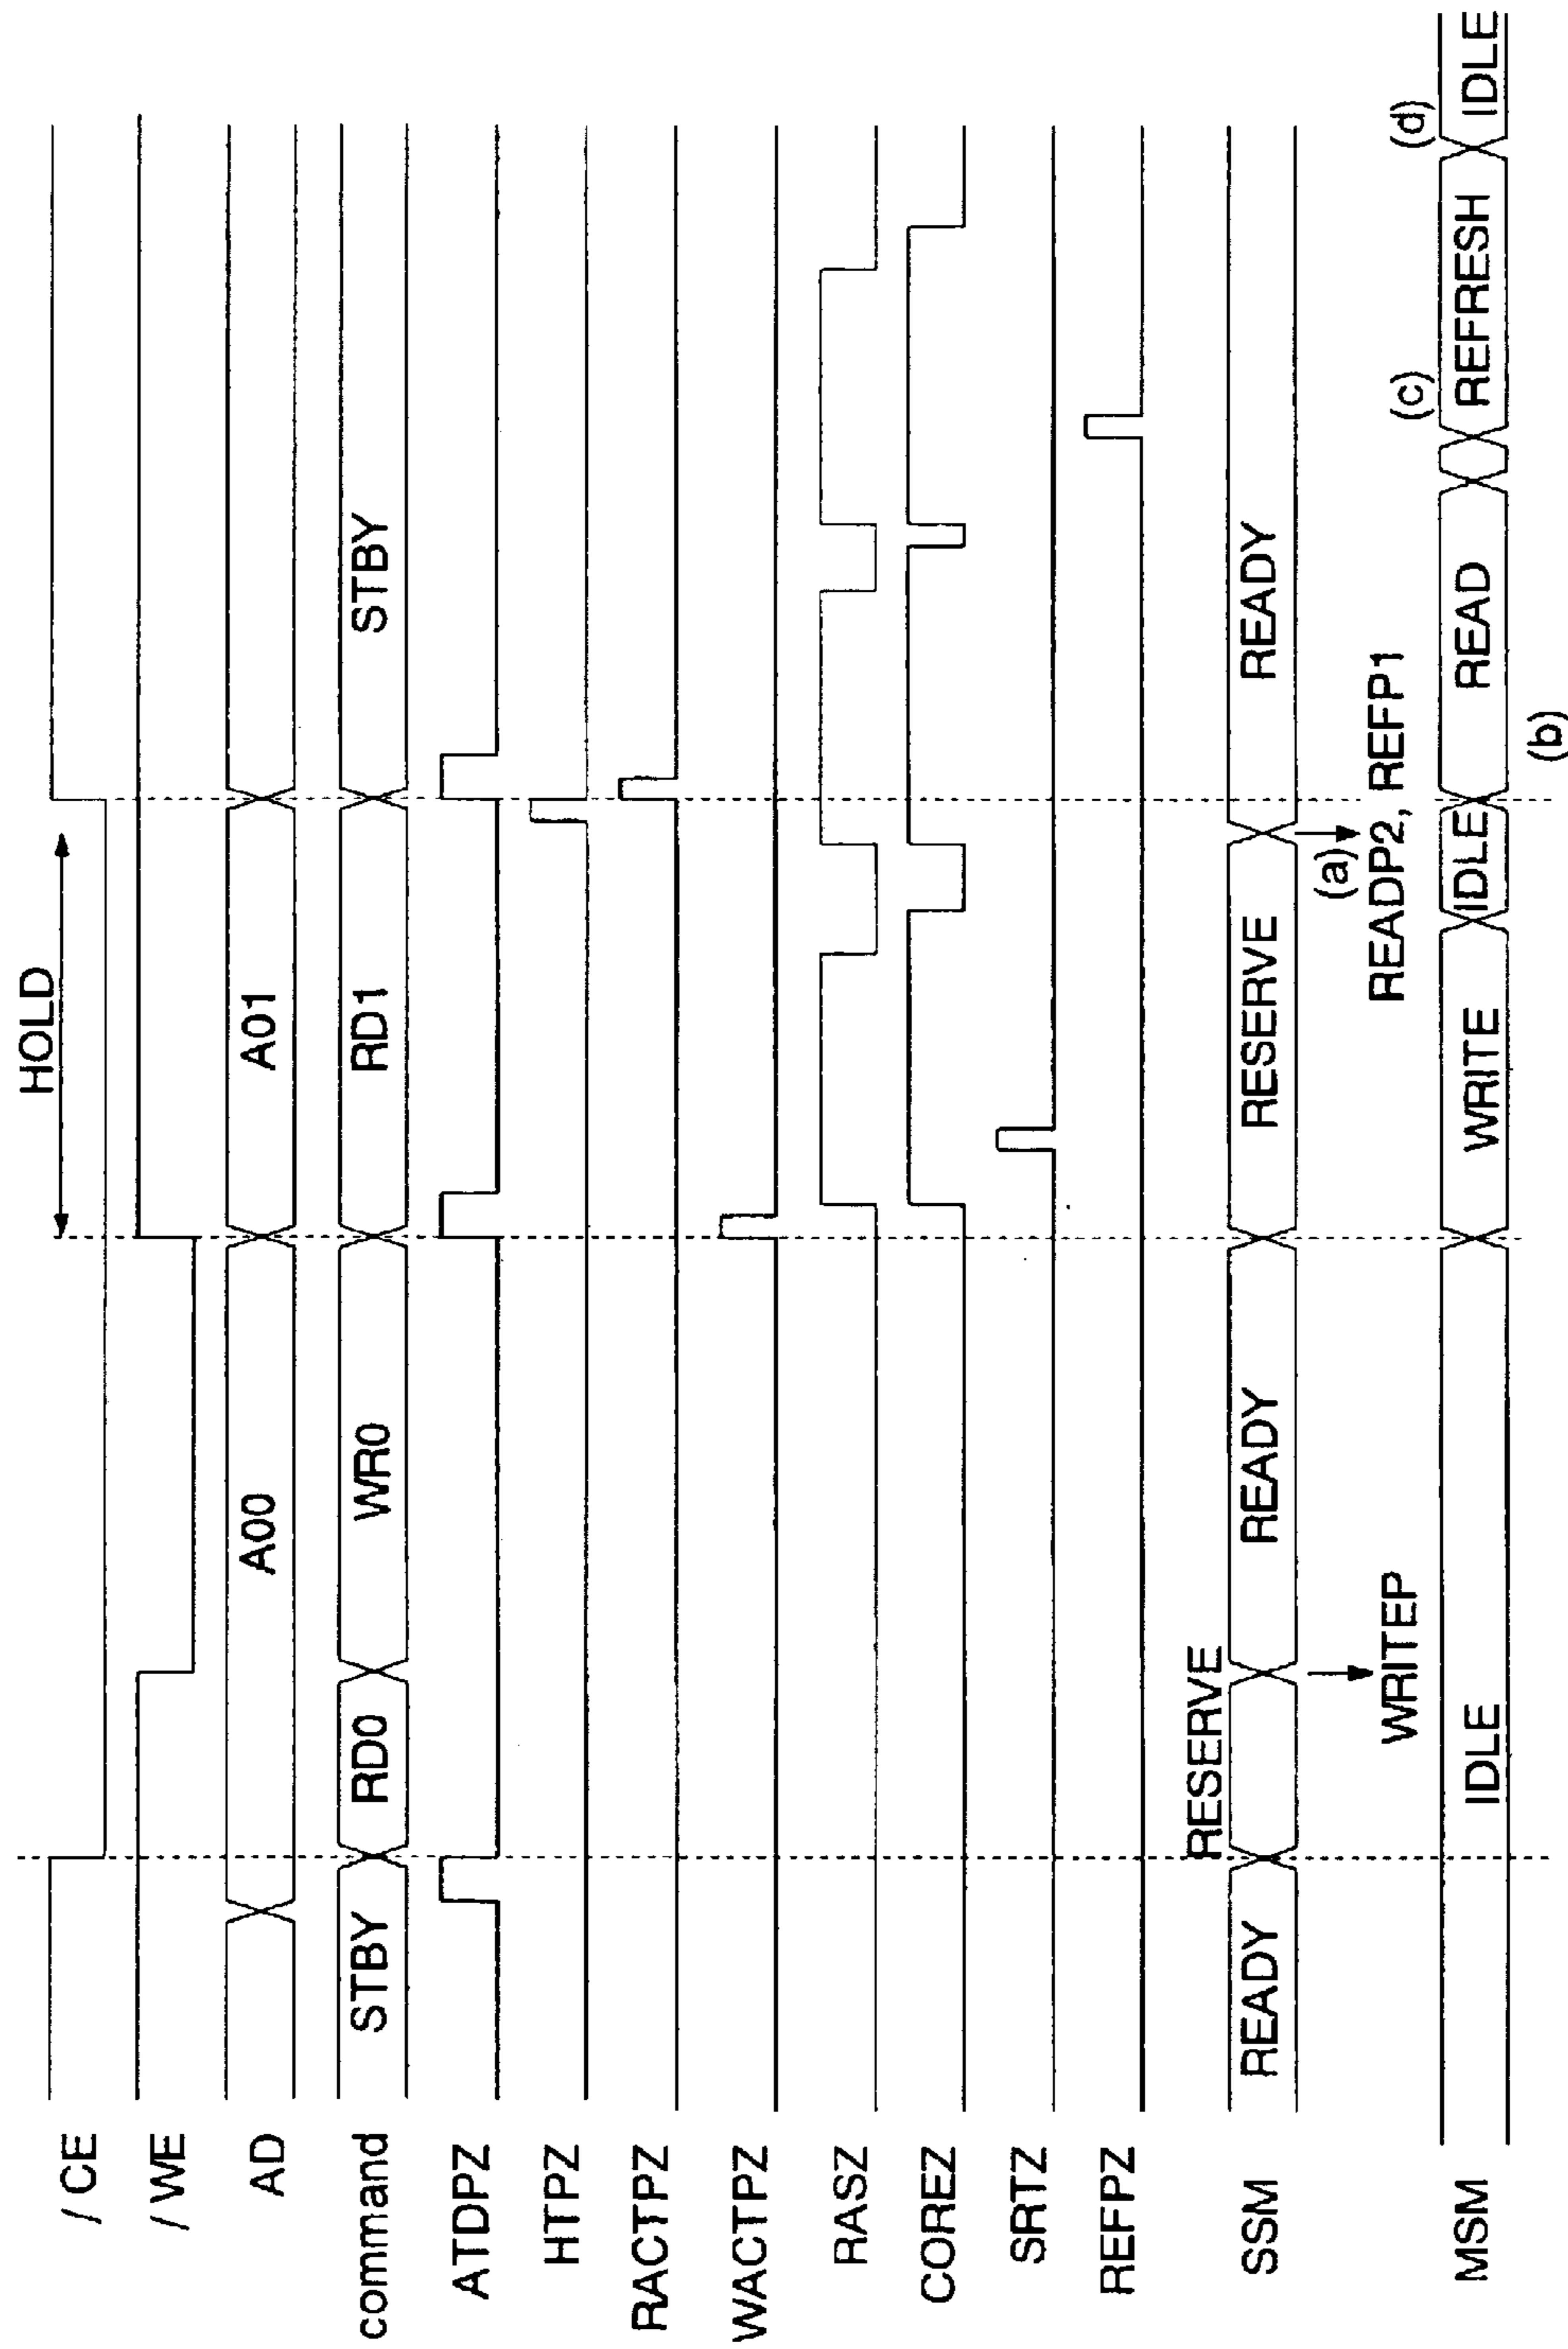 HOLD
/ CE
/ WE
AD A00 A01
command STBY RD0 WR0 RD1 STBY
ATDPZ
HTPZ
RACTPZ
WACTPZ
RASZ
COREZ
SRTZ
REFPZ
RESERVE
SSM READY READY RESERVE READY
(a)
WRITEP READP2, REFP1
(c) (d)
MSM IDLE WRITE IDLE READ REFRESH IDLE
(b)